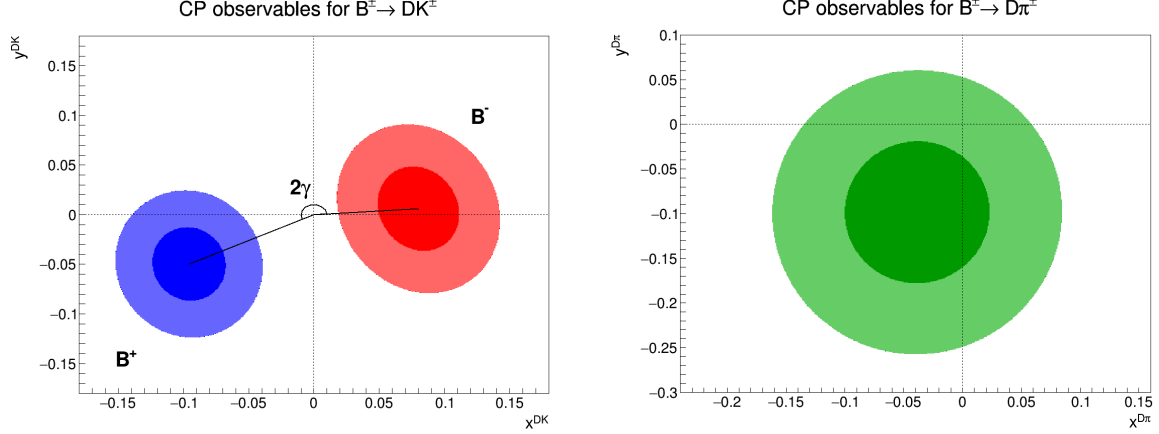 CP observables for B±→ DK±
y^DK
0.15
0.1
0.05
0
−0.05
−0.1
−0.15
B⁻
2γ
B⁺
−0.15 −0.1 −0.05 0 0.05 0.1 0.15
x^DK
CP observables for B±→ Dπ±
y^Dπ
0.1
0.05
0
−0.05
−0.1
−0.15
−0.2
−0.25
−0.3
−0.2 −0.15 −0.1 −0.05 0 0.05 0.1 0.15
x^Dπ